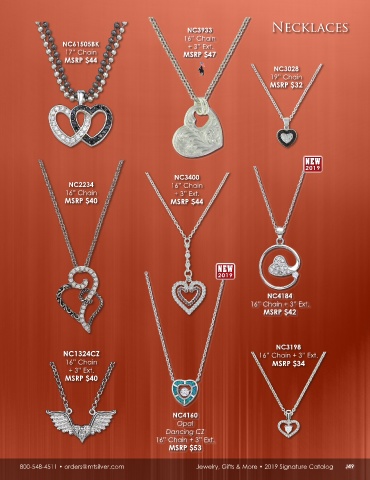 NECKLACES
NC61505BK
17" Chain
MSRP $44
NC3933
16" Chain
+ 3" Ext.
MSRP $47
NC3028
19" Chain
MSRP $32
NEW
2019
NC2234
16" Chain
MSRP $40
NC3400
16" Chain
+ 3" Ext.
MSRP $44
NEW
2019
NC4184
16" Chain + 3" Ext.
MSRP $42
NC1324CZ
16" Chain
+ 3" Ext.
MSRP $40
NC4160
Opal
Dancing CZ
16" Chain + 3" Ext.
MSRP $53
NC3198
16" Chain + 3" Ext.
MSRP $34
800-548-4511 • orders@mtsilver.com
Jewelry, Gifts & More • 2019 Signature Catalog J49